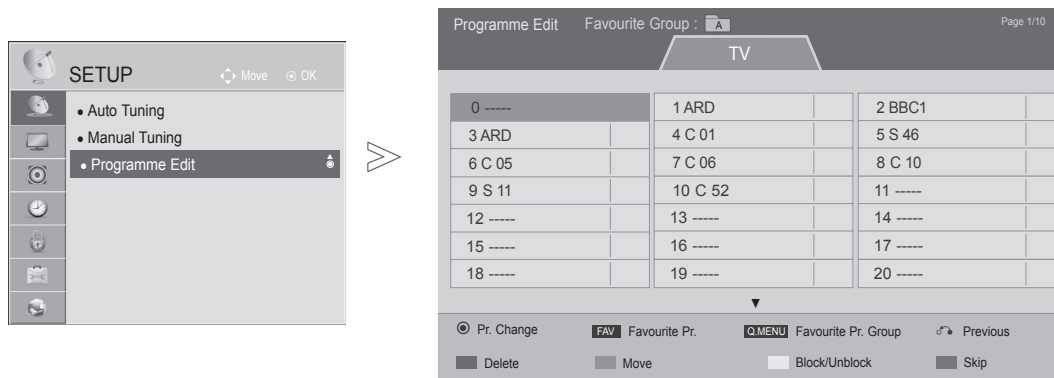 SETUP Move OK
• Auto Tuning
• Manual Tuning
• Programme Edit
Programme Edit Favourite Group : A Page 1/10
TV
0 ----- 1 ARD 2 BBC1
3 ARD 4 C 01 5 S 46
6 C 05 7 C 06 8 C 10
9 S 11 10 C 52 11 -----
12 ----- 13 ----- 14 -----
15 ----- 16 ----- 17 -----
18 ----- 19 ----- 20 -----
Pr. Change FAV Favourite Pr. Q.MENU Favourite Pr. Group Previous
Delete Move Block/Unblock Skip